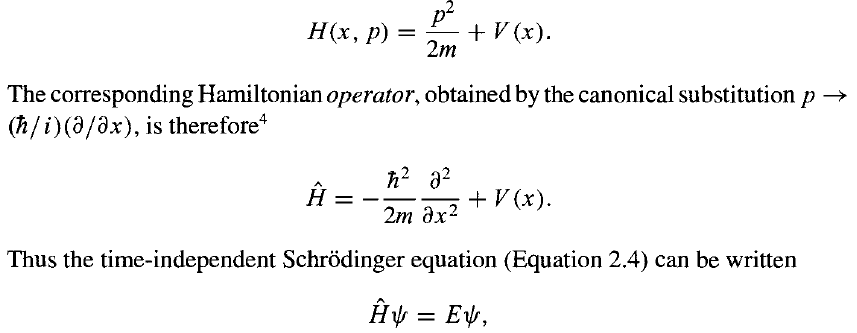 H(x, p) = p²/2m + V(x).
The corresponding Hamiltonian operator, obtained by the canonical substitution p →
(ℏ/i)(∂/∂x), is therefore⁴
Ĥ = −ℏ²/2m ∂²/∂x² + V(x).
Thus the time-independent Schrödinger equation (Equation 2.4) can be written
Ĥψ = Eψ,